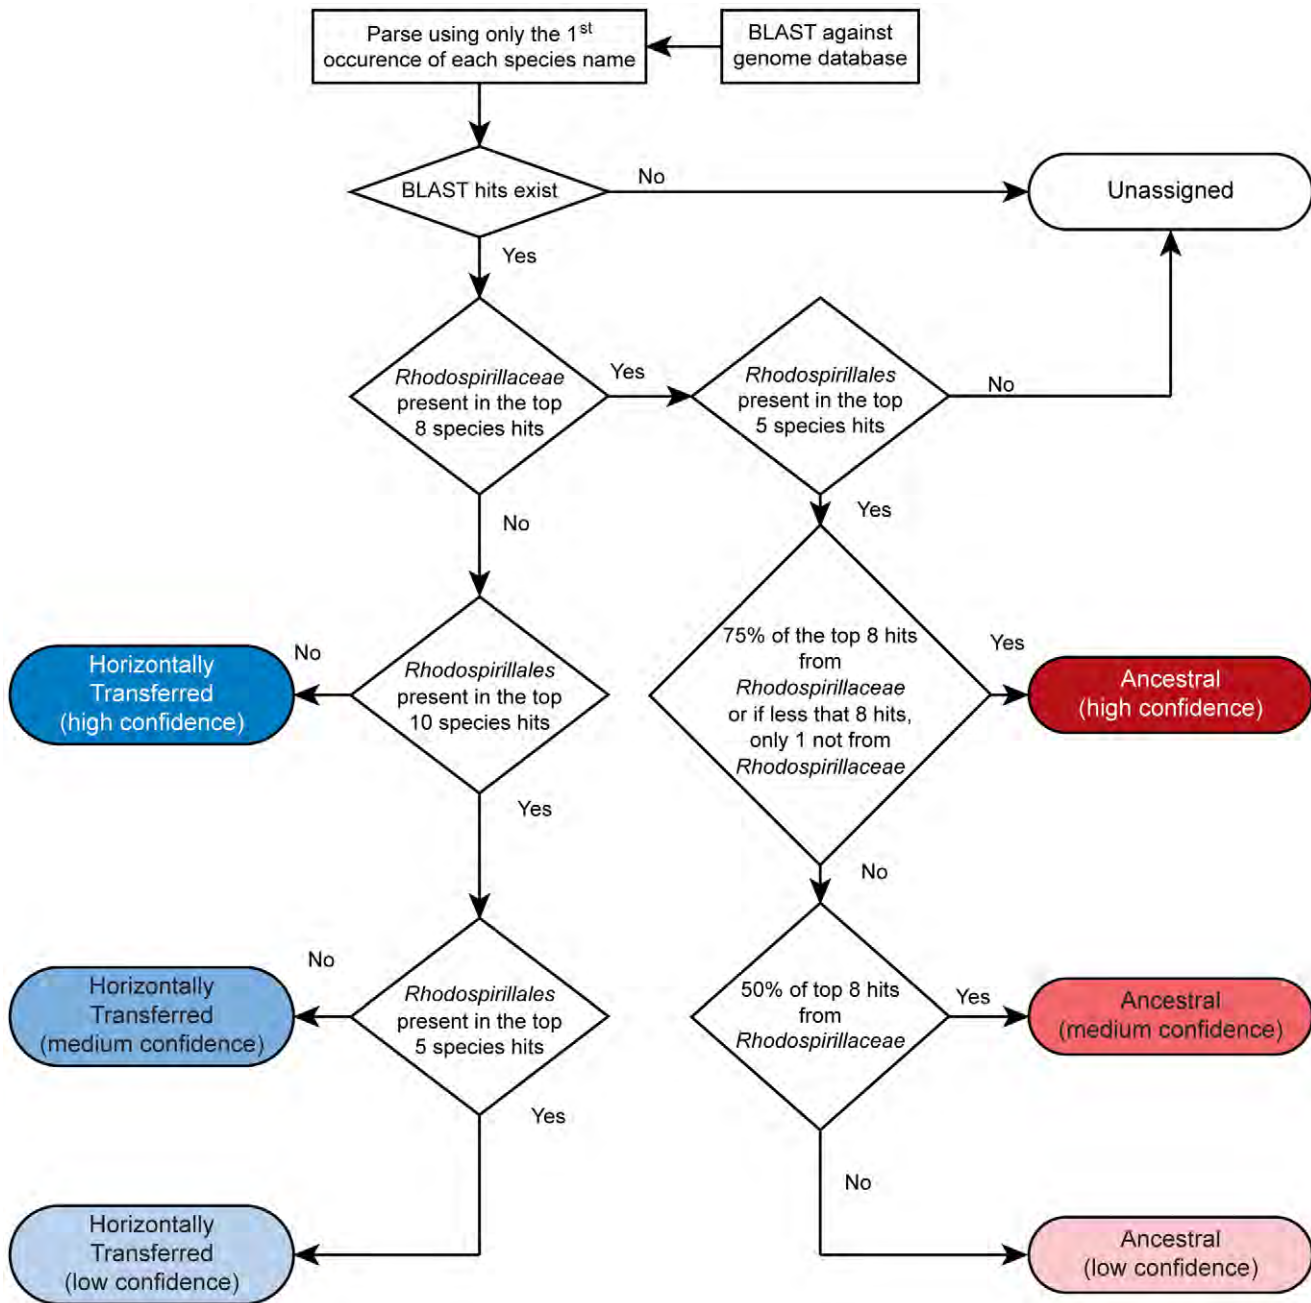 Parse using only the 1st
occurence of each species name
BLAST against
genome database
BLAST hits exist
No
Unassigned
Yes
Rhodospirillaceae
present in the top
8 species hits
Yes
Rhodospirillales
present in the top
5 species hits
No
No
Yes
Horizontally
Transferred
(high confidence)
No
Rhodospirillales
present in the top
10 species hits
75% of the top 8 hits
from
Rhodospirillaceae
or if less that 8 hits,
only 1 not from
Rhodospirillaceae
Yes
Ancestral
(high confidence)
Yes
No
Horizontally
Transferred
(medium confidence)
No
Rhodospirillales
present in the top
5 species hits
50% of top 8 hits
from
Rhodospirillaceae
Yes
Ancestral
(medium confidence)
Yes
No
Horizontally
Transferred
(low confidence)
Ancestral
(low confidence)